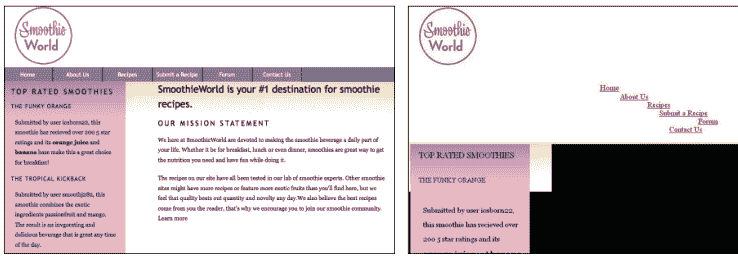 Smoothie
World
Home About Us Recipes Submit a Recipe Forum Contact Us
TOP RATED SMOOTHIES
THE FUNKY ORANGE
Submitted by user icsborn22, this
smoothie has recieved over 200 5 star
ratings and its orange juice and
banana base make this a great choice
for breakfast!
THE TROPICAL KICKBACK
Submitted by user smoothj282, this
smoothie combines the exotic
ingredients passionfruit and mango.
The result is an invgorating and
delicious beverage that is great any time
of the day.
SmoothieWorld is your #1 destination for smoothie
recipes.
OUR MISSION STATEMENT
We here at SmoothieWorld are devoted to making the smoothie beverage a daily part of
your life. Whether it be for breakfast, lunch or even dinner, smoothies are great way to get
the nutrition you need and have fun while doing it.
The recipes on our site have all been tested in our lab of smoothie experts. Other smoothie
sites might have more recipes or feature more exotic fruits than you'll find here, but we
feel that quality beats out quantity and novelty any day.We also believe the best recipes
come from you the reader, that's why we encourage you to join our smoothie community.
Learn more
Smoothie
World
Home
About Us
Recipes
Submit a Recipe
Forum
Contact Us
TOP RATED SMOOTHIES
THE FUNKY ORANGE
Submitted by user icsborn22,
this smoothie has recieved over
200 5 star ratings and its